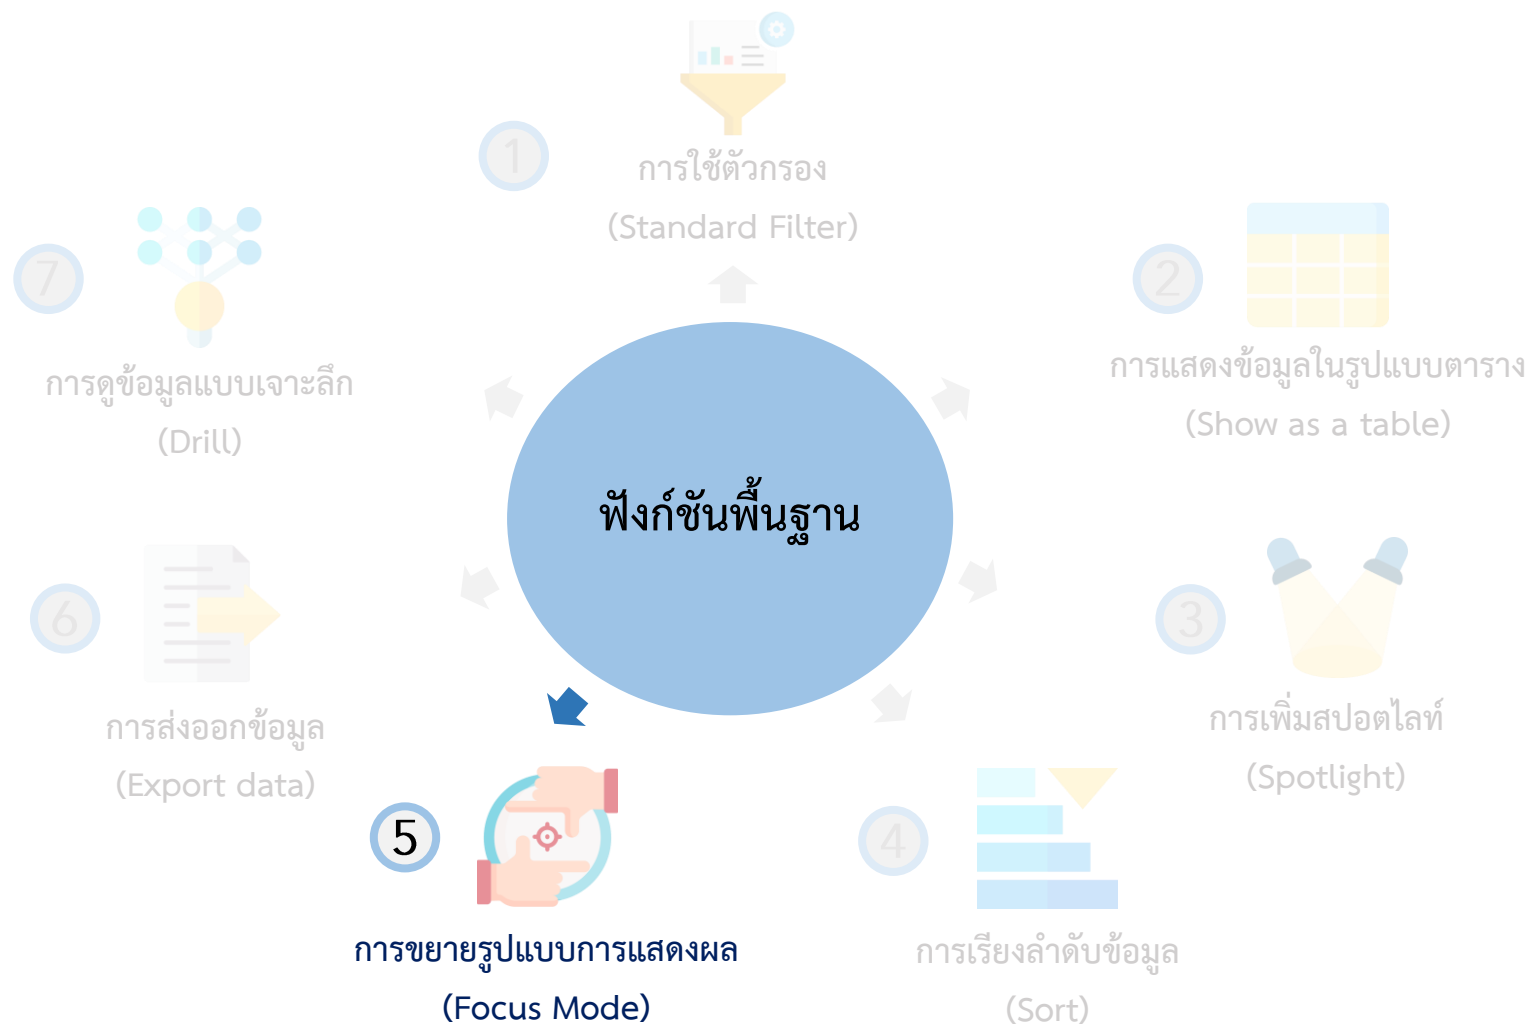 1
การใช้ตัวกรอง
(Standard Filter)
2
การแสดงข้อมูลในรูปแบบตาราง
(Show as a table)
3
การเพิ่มสปอตไลท์
(Spotlight)
4
การเรียงลำดับข้อมูล
(Sort)
5
การขยายรูปแบบการแสดงผล
(Focus Mode)
6
การส่งออกข้อมูล
(Export data)
7
การดูข้อมูลแบบเจาะลึก
(Drill)
ฟังก์ชันพื้นฐาน